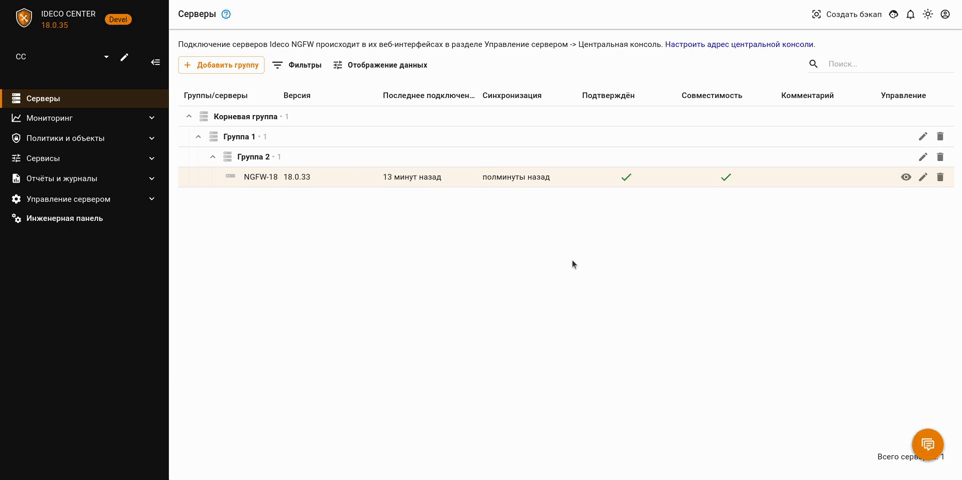 IDECO CENTER
18.0.35
Devel
CC
Серверы
Мониторинг
Политики и объекты
Сервисы
Отчёты и журналы
Управление сервером
Инженерная панель
Серверы
Создать бэкап
Подключение серверов Ideco NGFW происходит в их веб-интерфейсах в разделе Управление сервером -> Центральная консоль. Настроить адрес центральной консоли.
Добавить группу
Фильтры
Отображение данных
Поиск...
Группы/серверы Версия Последнее подключен... Синхронизация Подтверждён Совместимость Комментарий Управление
Корневая группа · 1
Группа 1 · 1
Группа 2 · 1
NGFW-18 18.0.33 13 минут назад полминуты назад
Всего 1